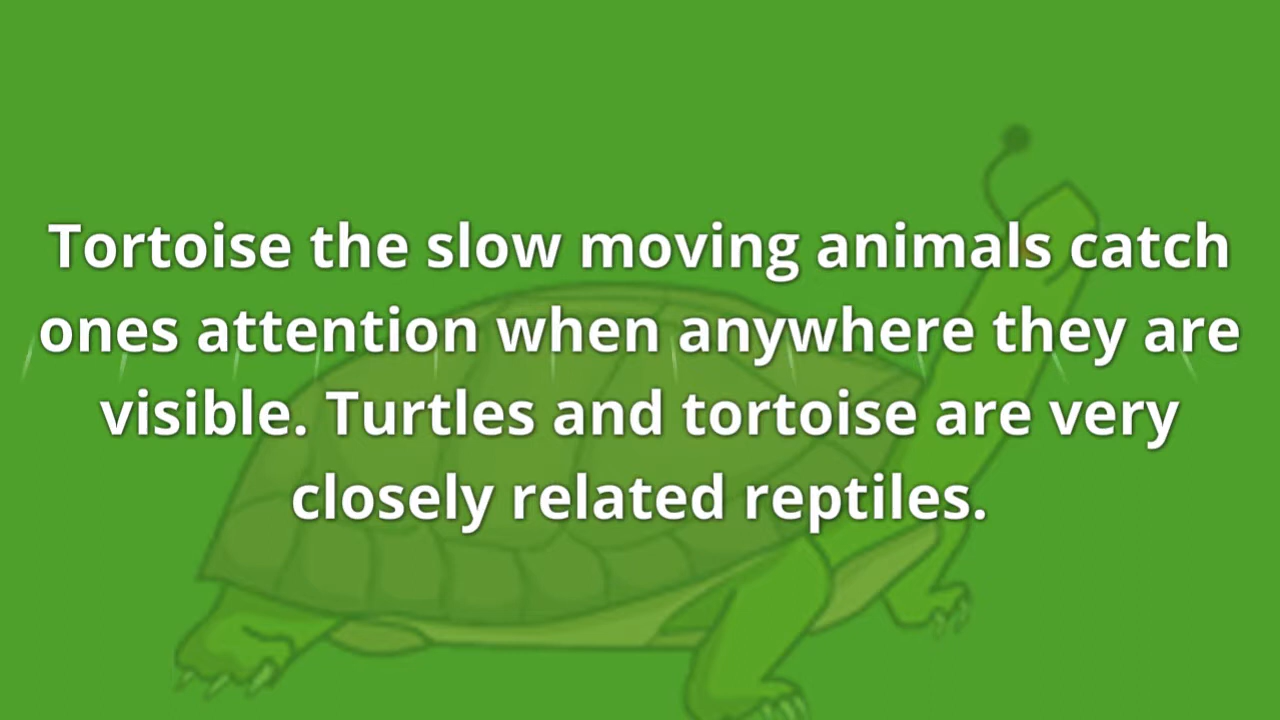 Tortoise the slow moving animals catch
ones attention when anywhere they are
visible. Turtles and tortoise are very
closely related reptiles.